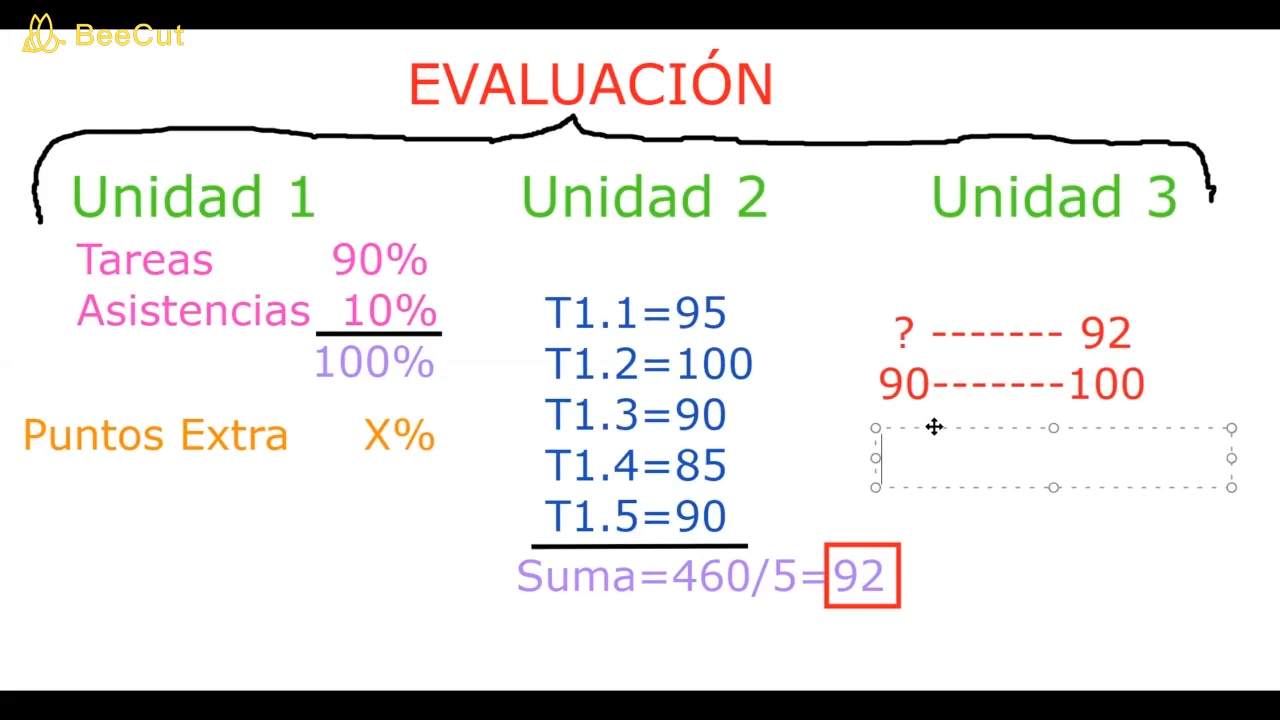 BeeCut
EVALUACIÓN
Unidad 1
Tareas 90%
Asistencias 10%
100%
Puntos Extra X%
Unidad 2
T1.1=95
T1.2=100
T1.3=90
T1.4=85
T1.5=90
Suma=460/5=92
Unidad 3
? ------- 92
90-------100